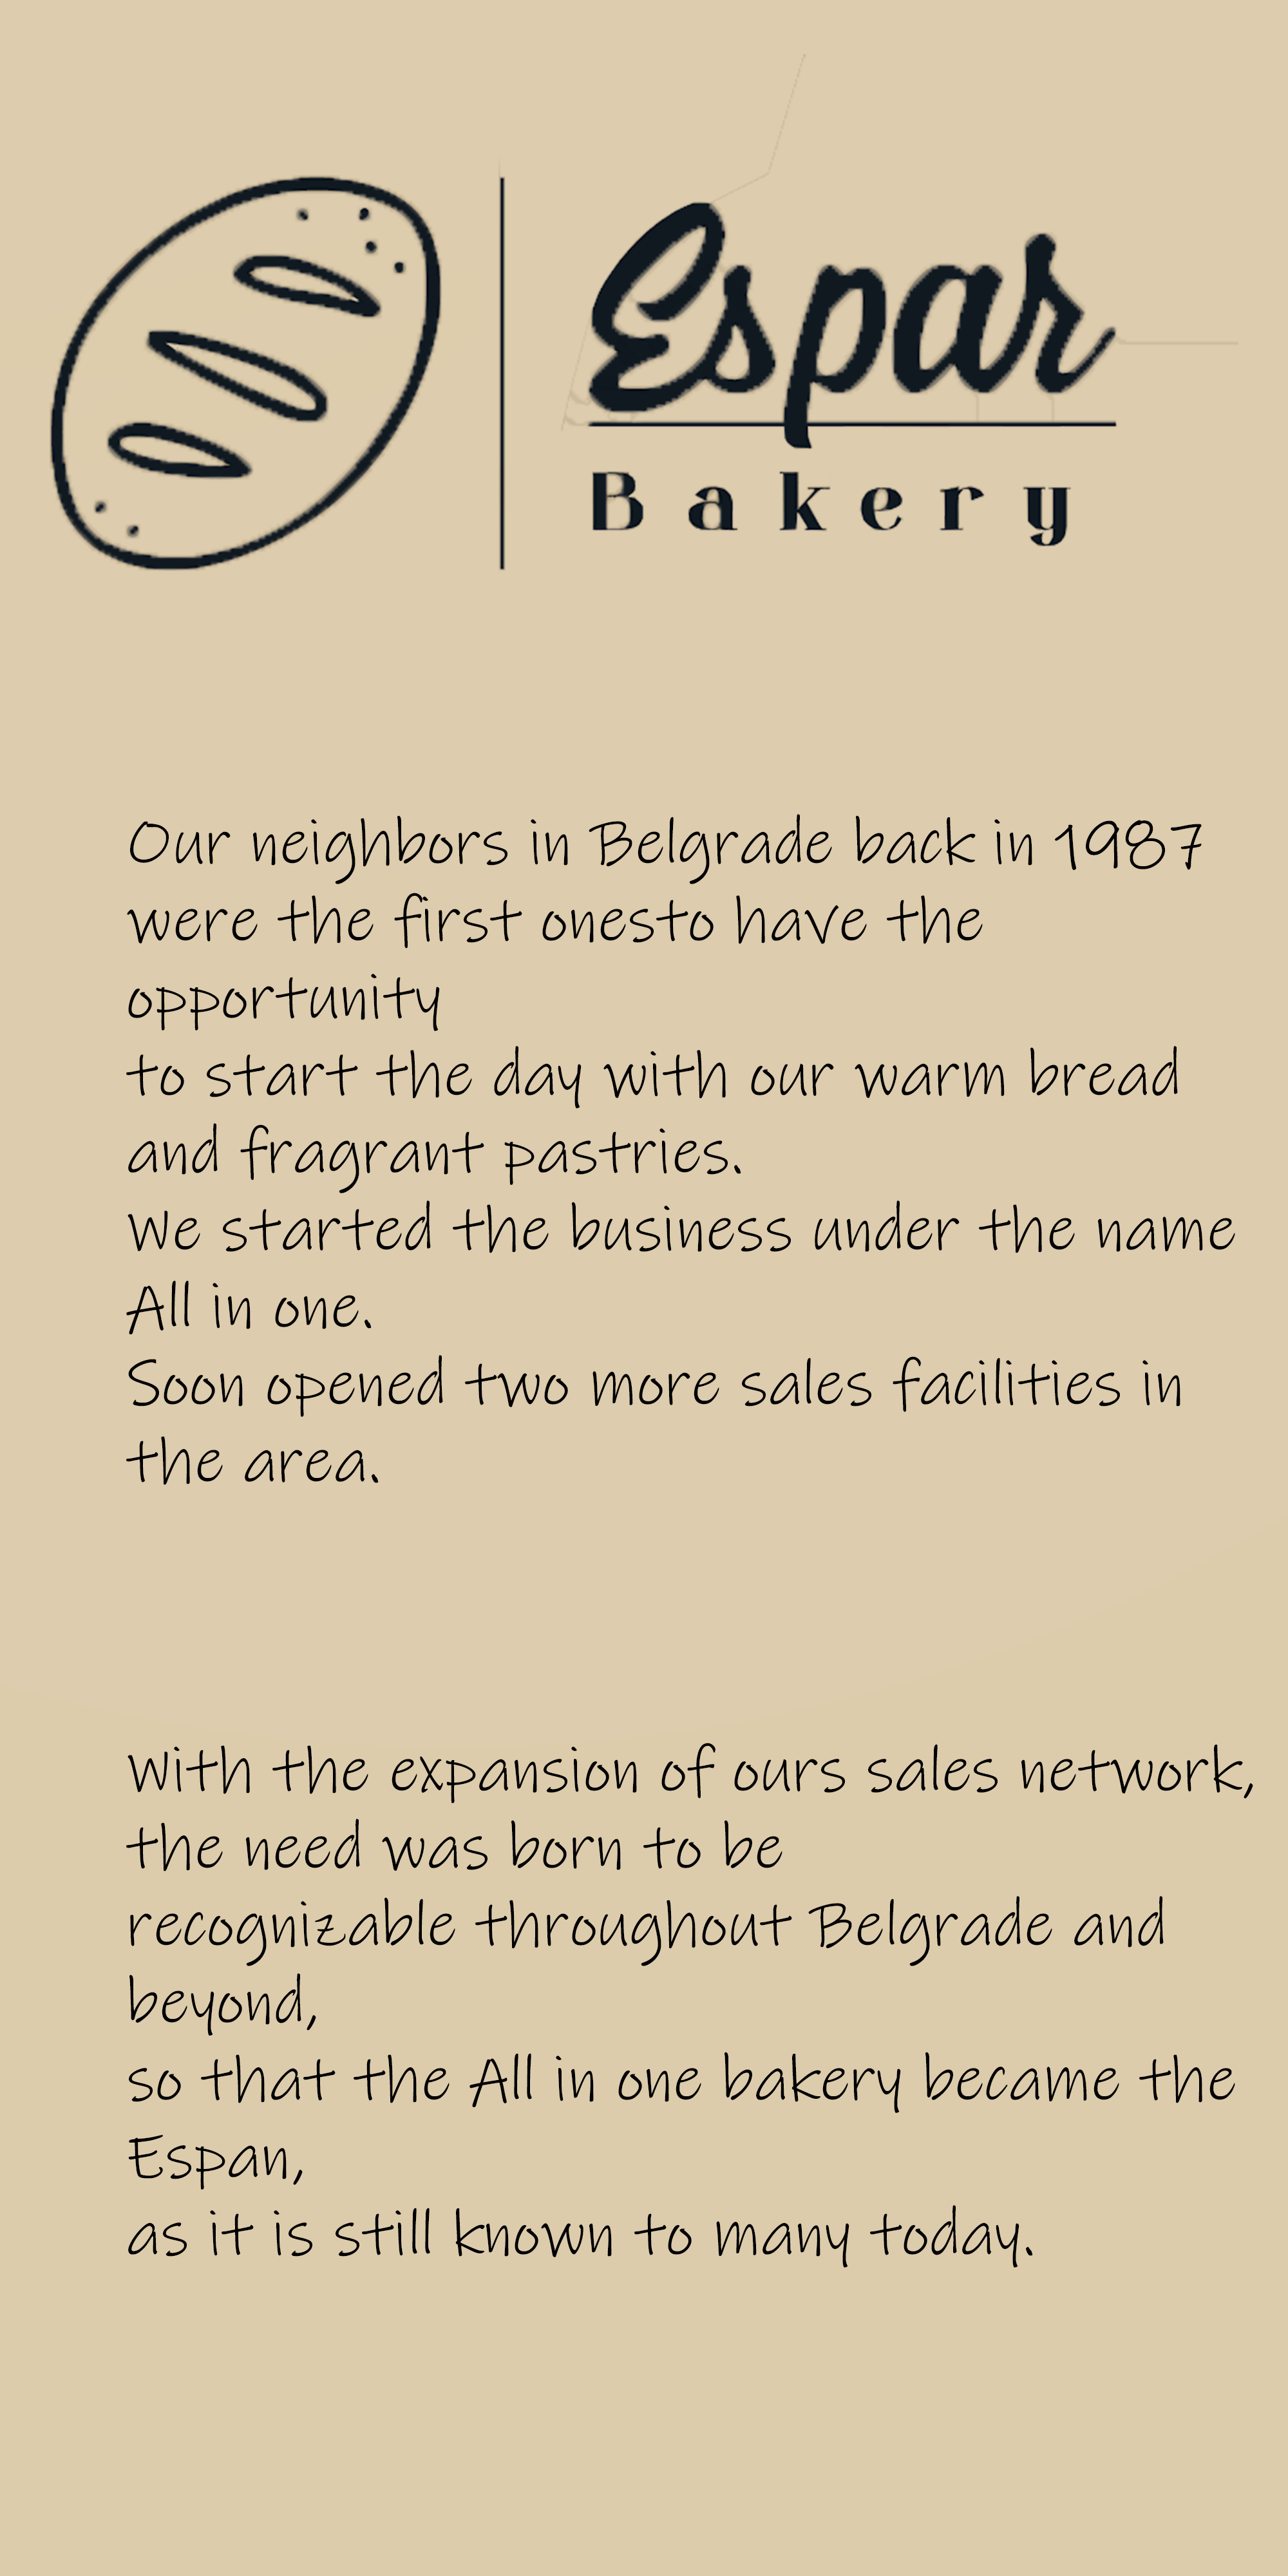 Espar
Bakery
Our neighbors in Belgrade back in 1987
were the first onesto have the
opportunity
to start the day with our warm bread
and fragrant pastries.
We started the business under the name
All in one.
Soon opened two more sales facilities in
the area.
With the expansion of ours sales network,
the need was born to be
recognizable throughout Belgrade and
beyond,
so that the All in one bakery became the
Espan,
as it is still known to many today.